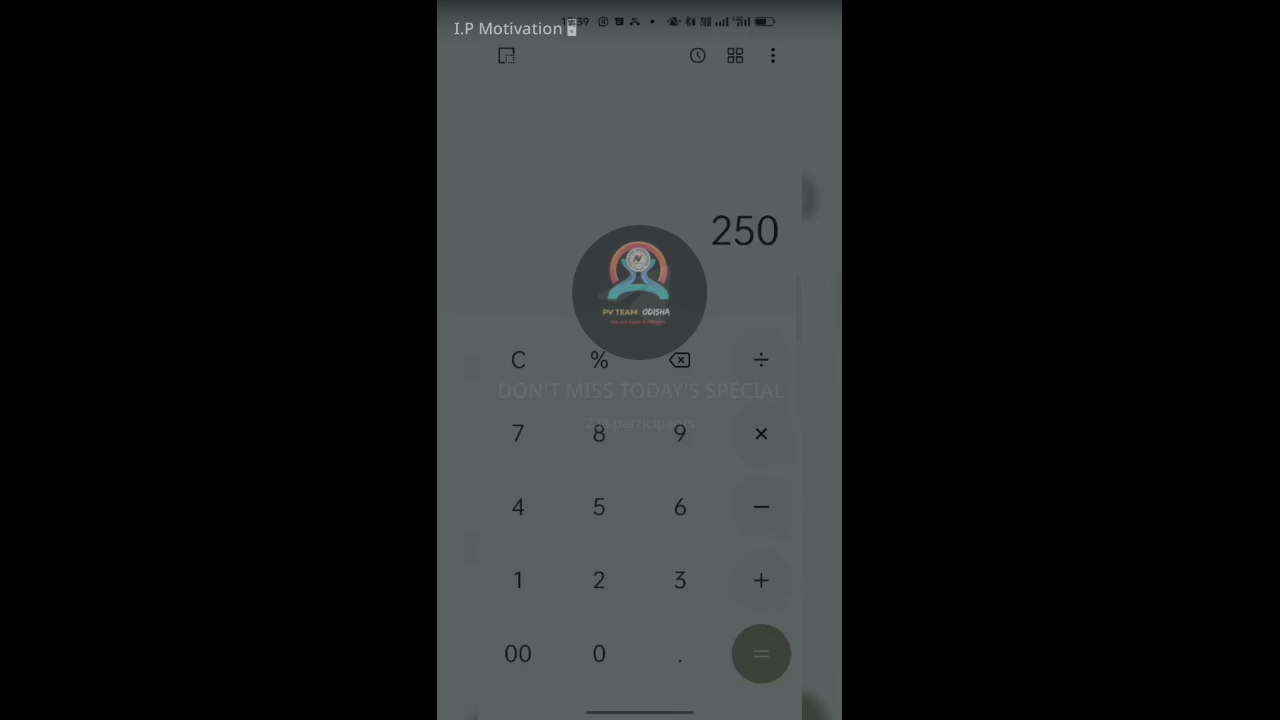 I.P Motivation
250
PV TEAM ODISHA
C % ÷
DON'T MISS TODAY'S SPECIAL
participants
7 8 9 ×
4 5 6 −
1 2 3 +
00 0 . =